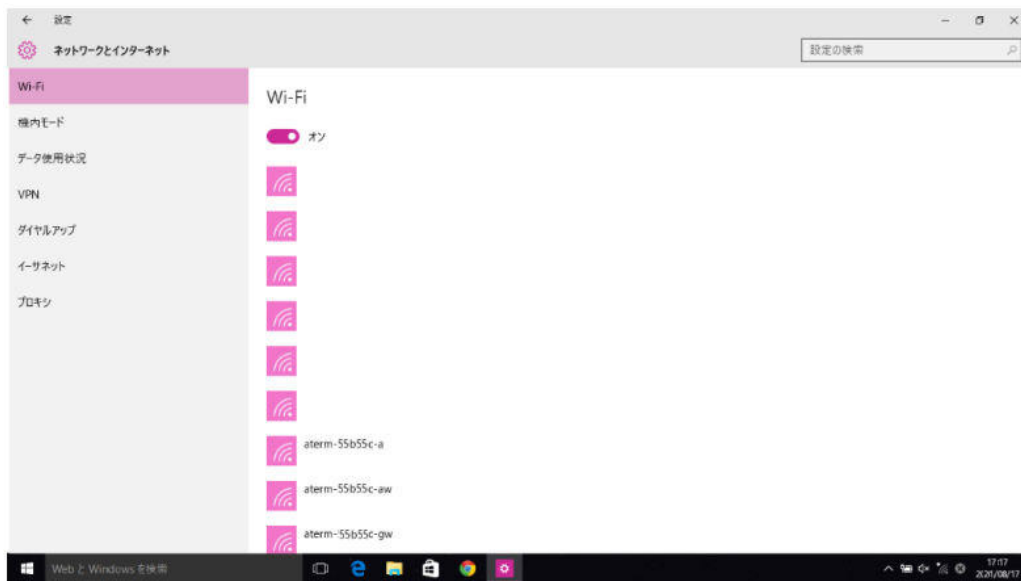 設定
ネットワークとインターネット
設定の検索
Wi-Fi
機内モード
データ使用状況
VPN
ダイヤルアップ
イーサネット
プロキシ
Wi-Fi
オン
aterm-55b55c-a
aterm-55b55c-aw
aterm-55b55c-gw
Web と Windows を検索
17:17